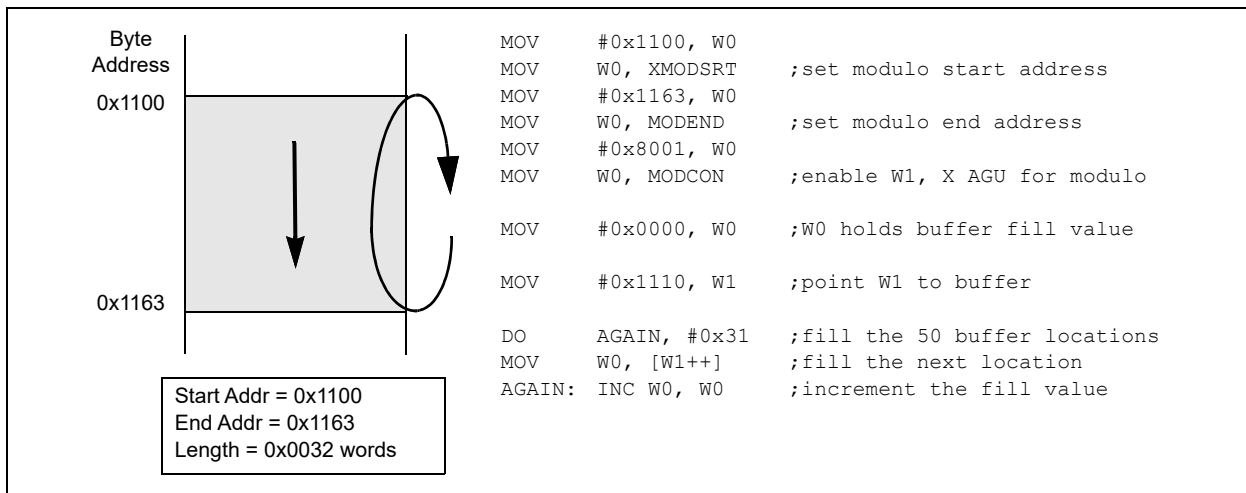 Byte
Address
0x1100
0x1163
Start Addr = 0x1100
End Addr = 0x1163
Length = 0x0032 words
MOV #0x1100, W0
MOV W0, XMODSRT ;set modulo start address
MOV #0x1163, W0
MOV W0, MODEND ;set modulo end address
MOV #0x8001, W0
MOV W0, MODCON ;enable W1, X AGU for modulo
MOV #0x0000, W0 ;W0 holds buffer fill value
MOV #0x1110, W1 ;point W1 to buffer
DO AGAIN, #0x31 ;fill the 50 buffer locations
MOV W0, [W1++] ;fill the next location
AGAIN: INC W0, W0 ;increment the fill value